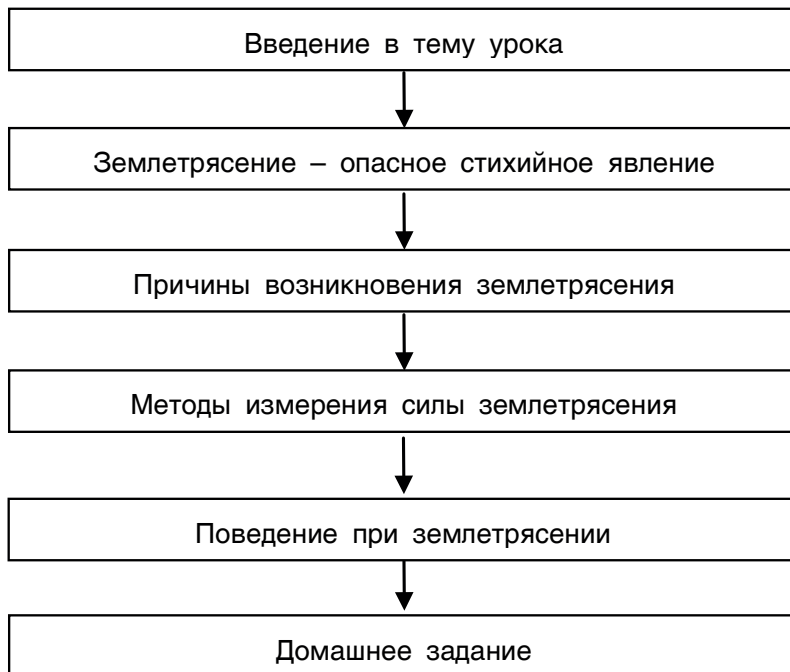 Введение в тему урока
Землетрясение – опасное стихийное явление
Причины возникновения землетрясения
Методы измерения силы землетрясения
Поведение при землетрясении
Домашнее задание